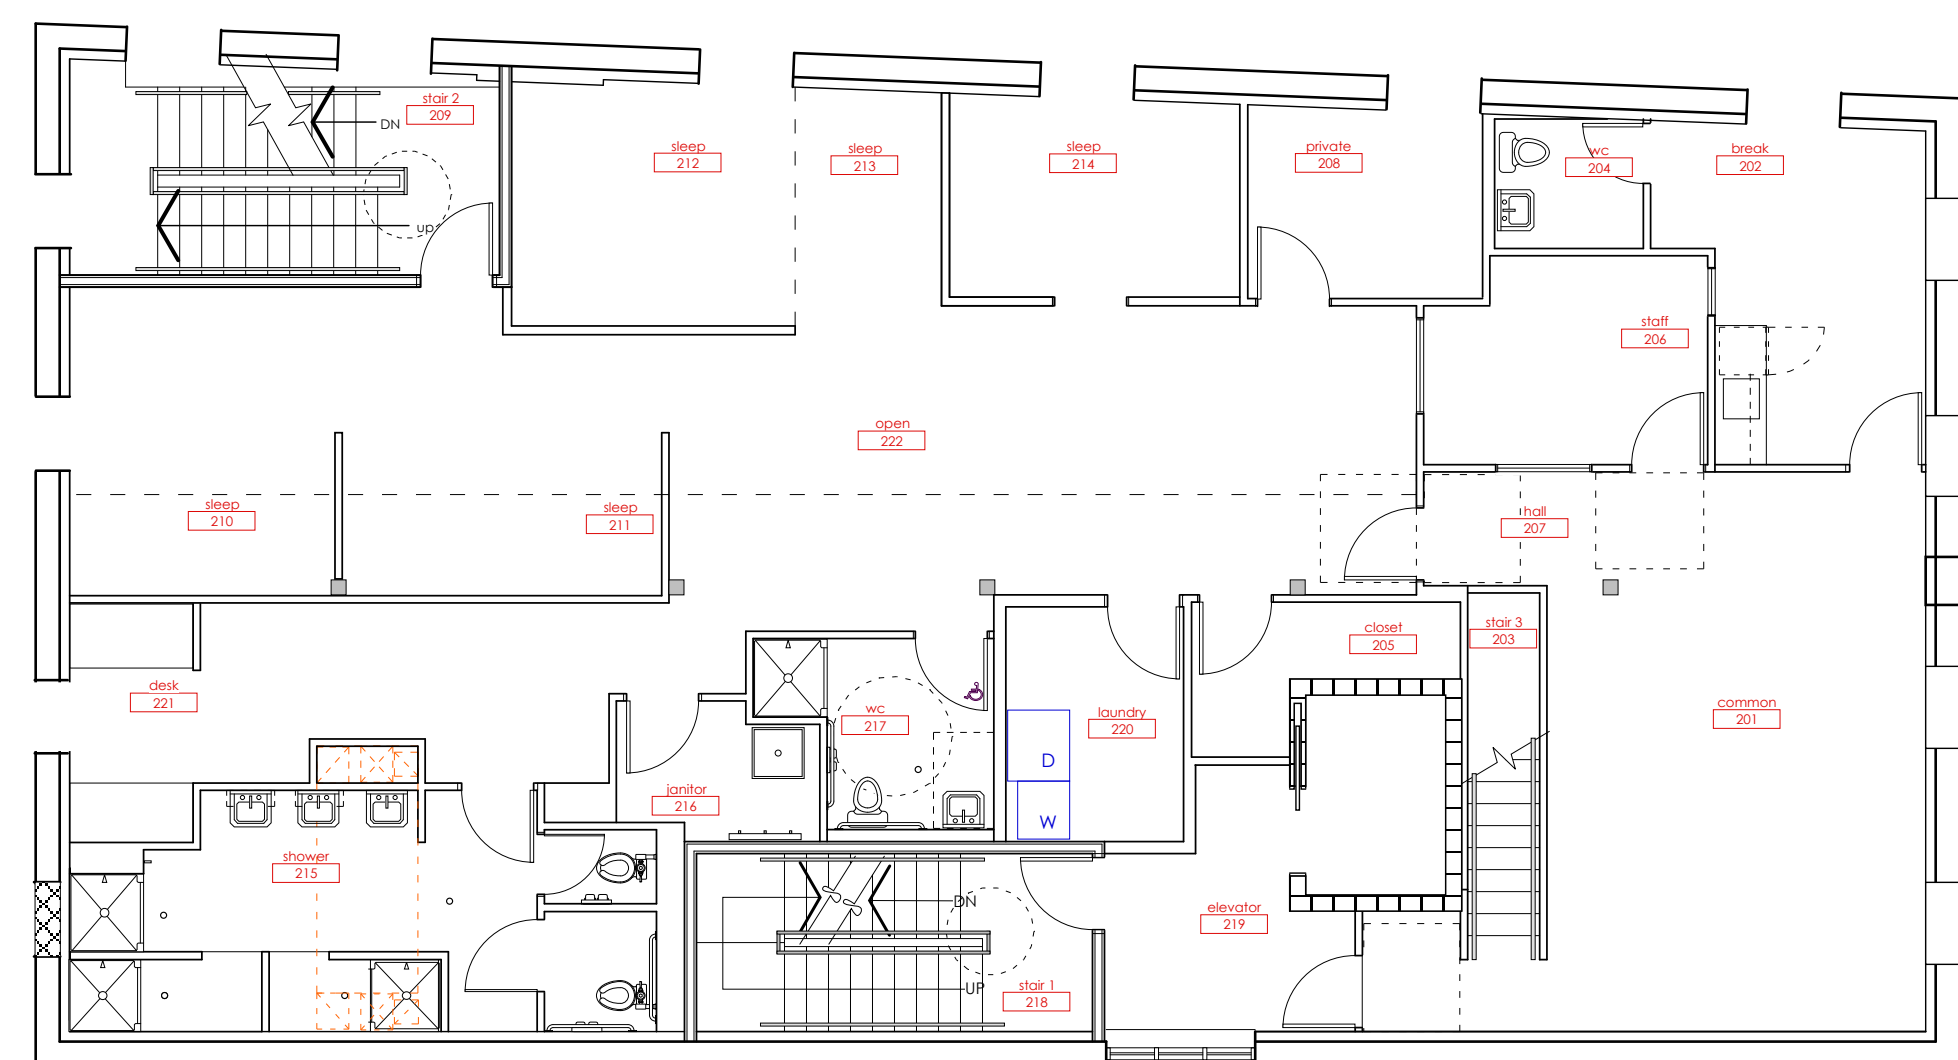 stair 2
209
DN
up
sleep
212
sleep
213
sleep
214
private
208
wc
204
break
202
staff
206
open
222
sleep
210
sleep
211
hall
207
closet
205
stair 3
203
desk
221
wc
217
laundry
220
common
201
D
W
janitor
216
shower
215
DN
UP
stair 1
218
elevator
219